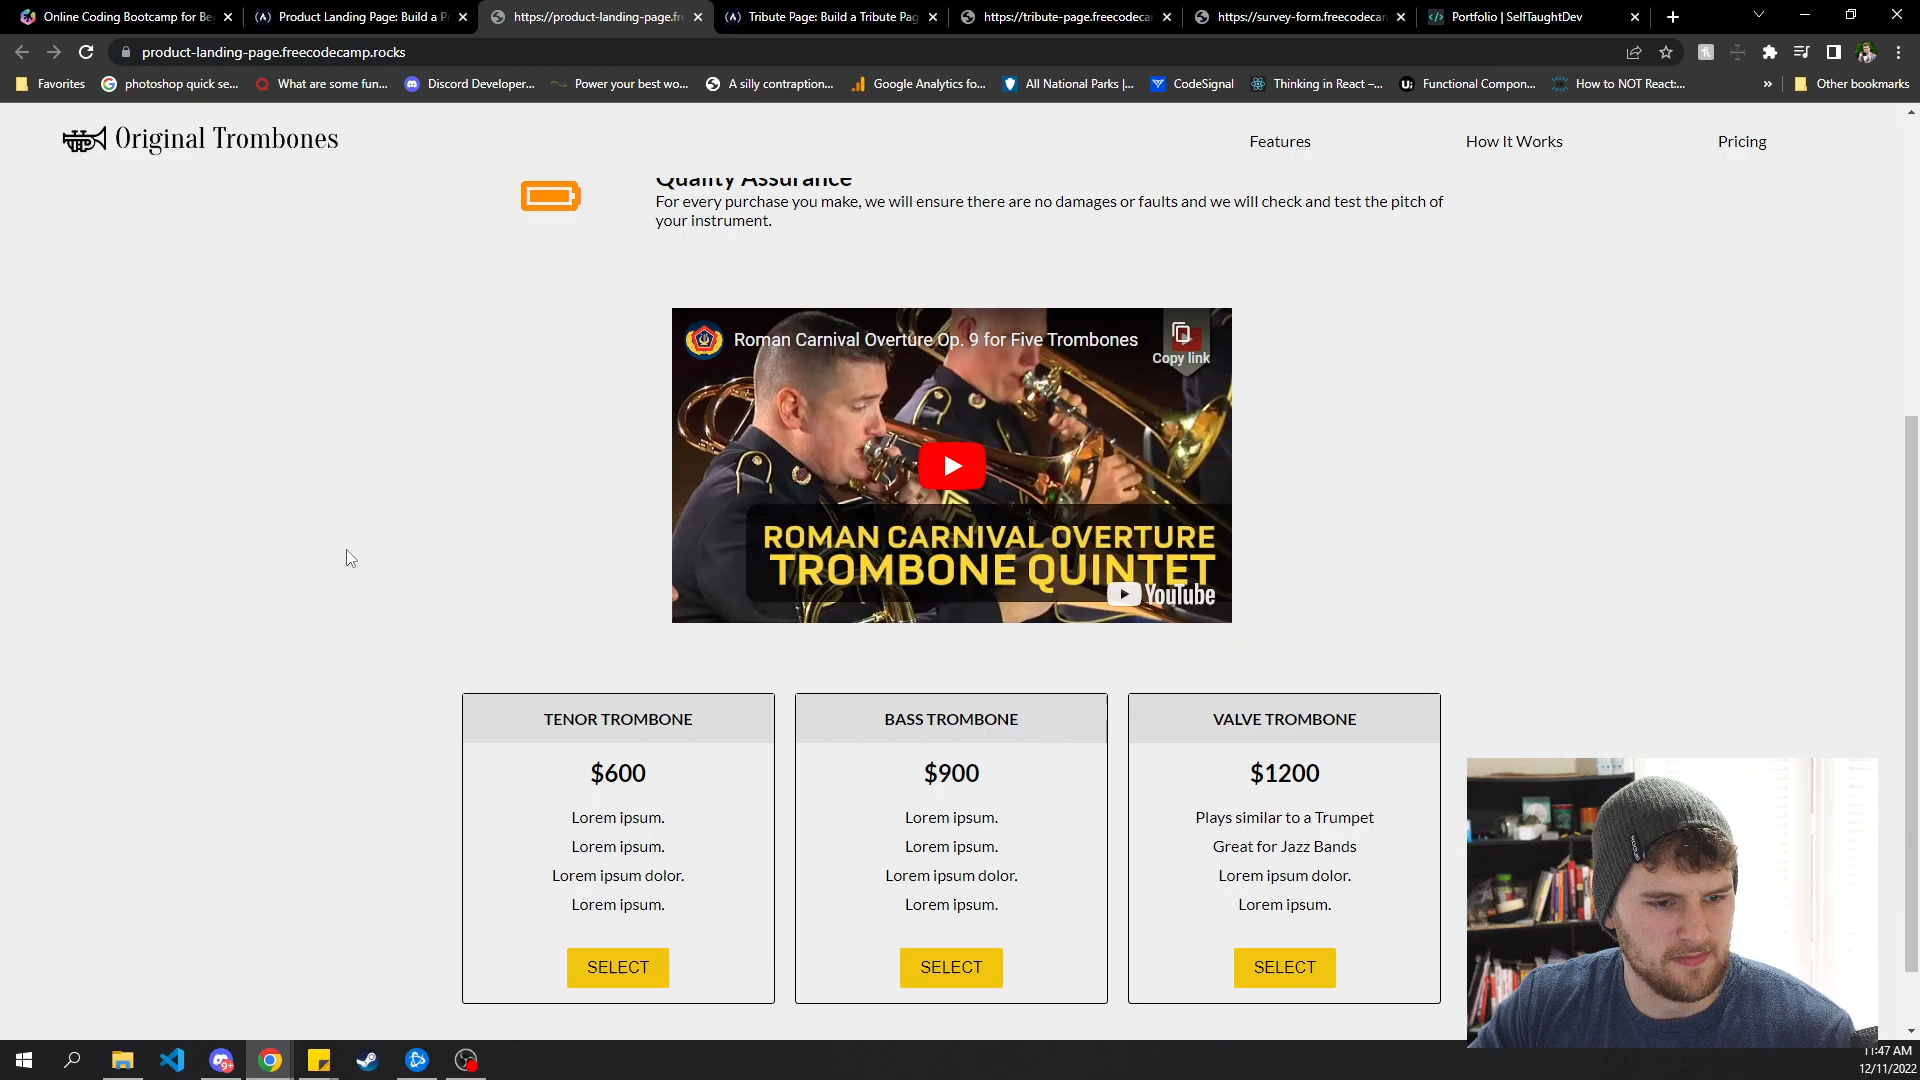 Online Coding Bootcamp for Be
Product Landing Page: Build a P
https://product-landing-page.fr
Tribute Page: Build a Tribute Pag
https://tribute-page.freecodeca
https://survey-form.freecodecar
Portfolio | SelfTaughtDev
product-landing-page.freecodecamp.rocks
Favorites
photoshop quick se...
What are some fun...
Discord Developer...
Power your best wo...
A silly contraption...
Google Analytics fo...
All National Parks |...
CodeSignal
Thinking in React –...
Functional Compon...
How to NOT React:...
»
Other bookmarks
Original Trombones
Features
How It Works
Pricing
Quality Assurance
For every purchase you make, we will ensure there are no damages or faults and we will check and test the pitch of
your instrument.
Roman Carnival Overture Op. 9 for Five Trombones
Copy link
ROMAN CARNIVAL OVERTURE
TROMBONE QUINTET
YouTube
TENOR TROMBONE
$600
Lorem ipsum.
Lorem ipsum.
Lorem ipsum dolor.
Lorem ipsum.
SELECT
BASS TROMBONE
$900
Lorem ipsum.
Lorem ipsum.
Lorem ipsum dolor.
Lorem ipsum.
SELECT
VALVE TROMBONE
$1200
Plays similar to a Trumpet
Great for Jazz Bands
Lorem ipsum dolor.
Lorem ipsum.
SELECT
9+
11:47 AM
12/11/2022